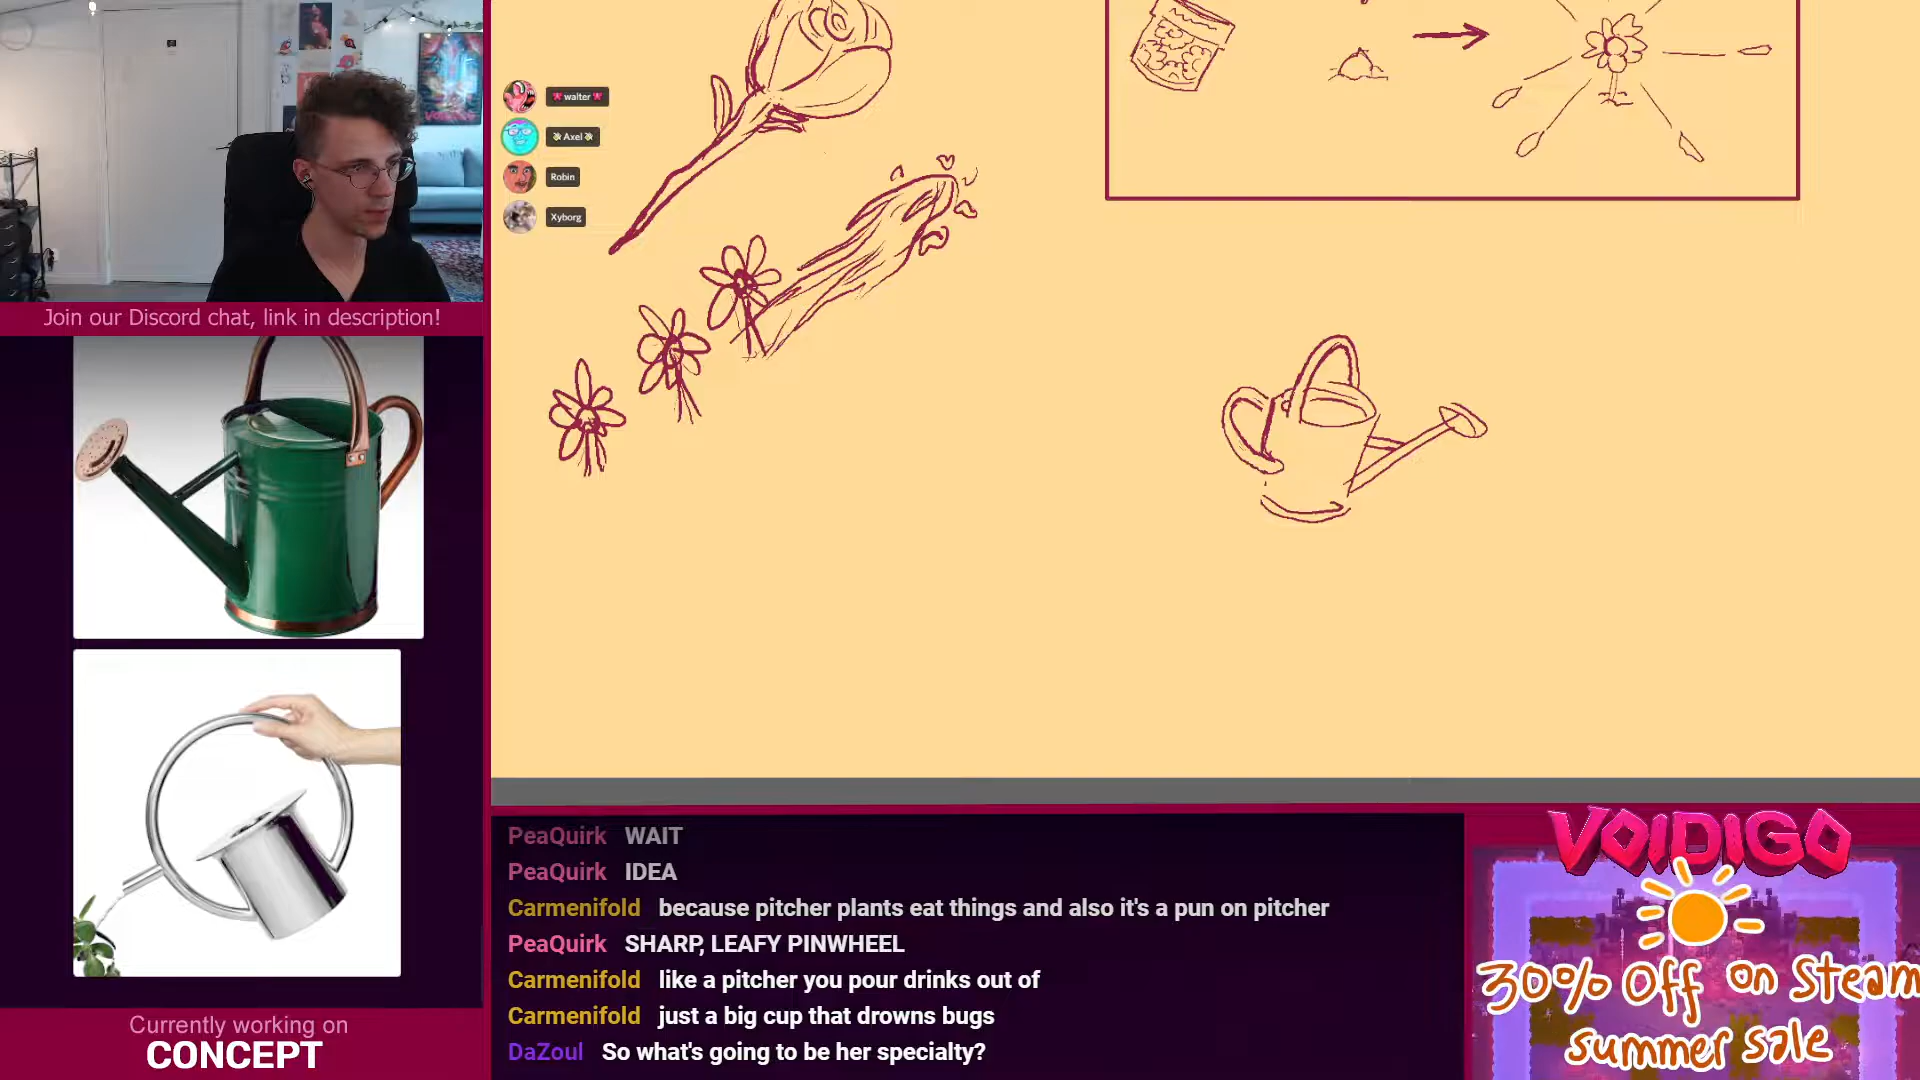 walter
Axel
Robin
Xyborg
Join our Discord chat, link in description!
PeaQuirk WAIT
PeaQuirk IDEA
Carmenifold because pitcher plants eat things and also it's a pun on pitcher
PeaQuirk SHARP, LEAFY PINWHEEL
Carmenifold like a pitcher you pour drinks out of
Carmenifold just a big cup that drowns bugs
DaZoul So what's going to be her specialty?
Currently working on
CONCEPT
VOIDIGO
30% Off on Steam
summer sale